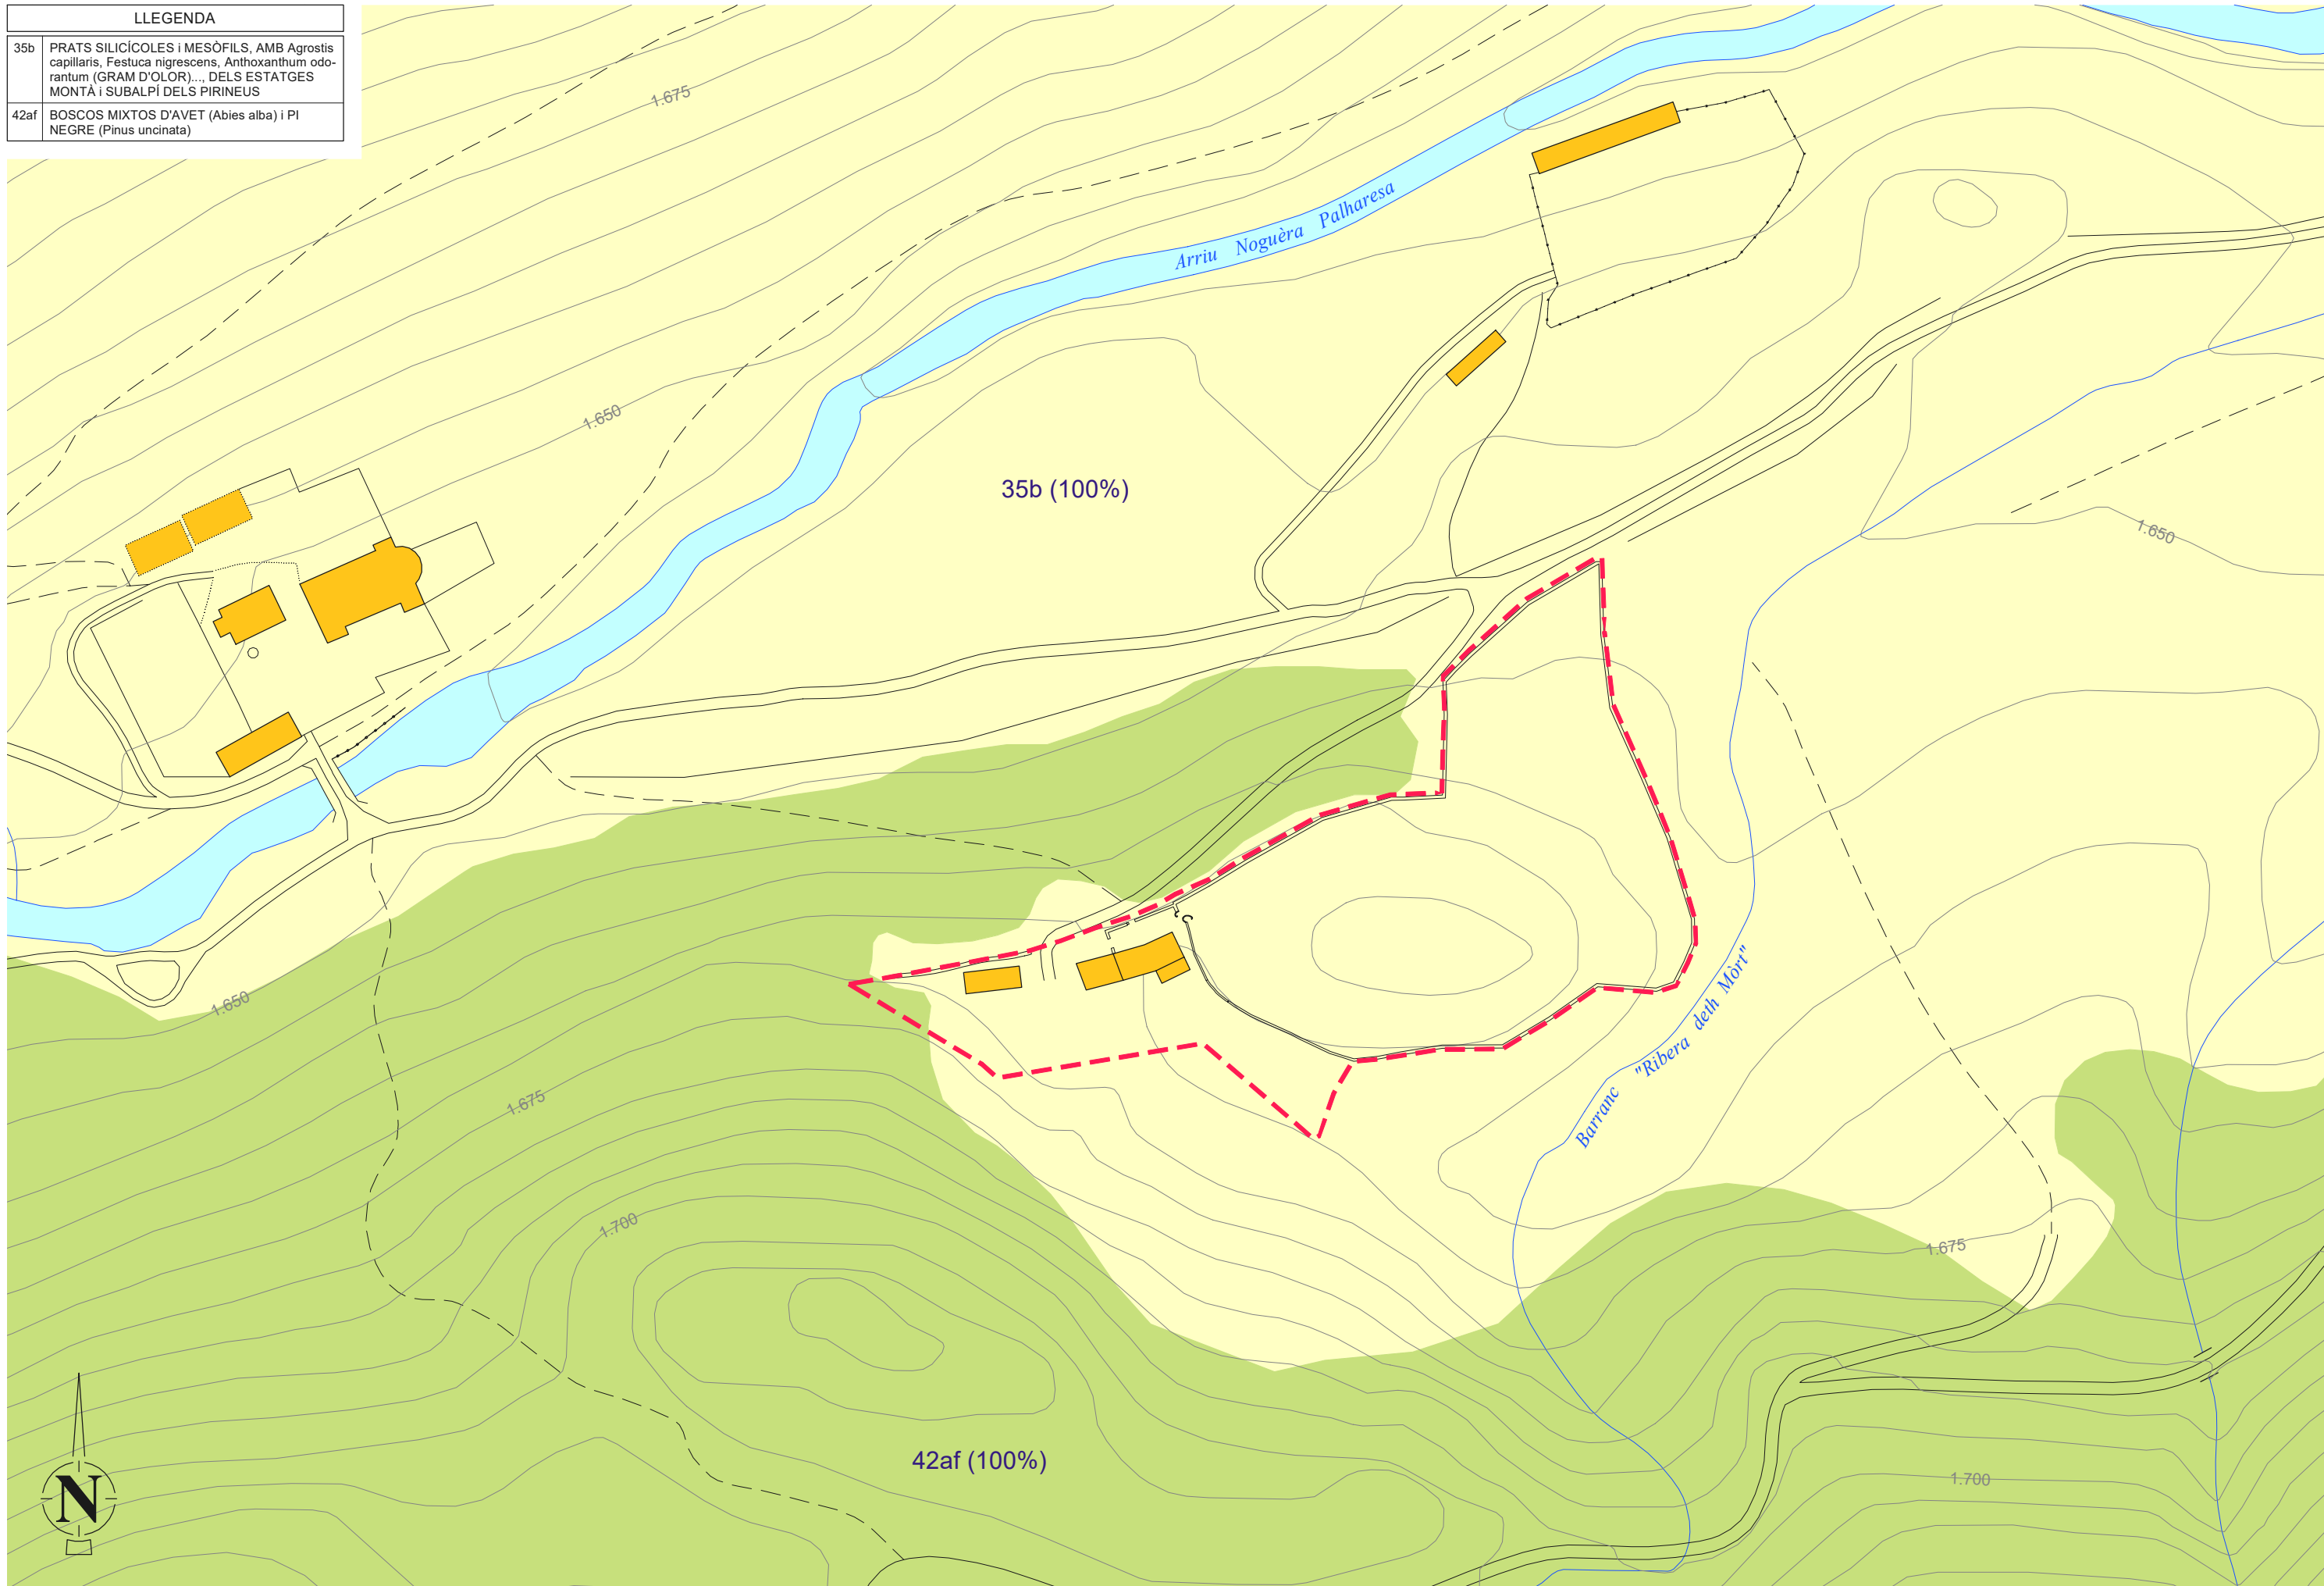 LLEGENDA
35b
PRATS SILICÍCOLES i MESÒFILS, AMB Agrostis
capillaris, Festuca nigrescens, Anthoxanthum odo-
rantum (GRAM D'OLOR)..., DELS ESTATGES
MONTÀ i SUBALPÍ DELS PIRINEUS
42af
BOSCOS MIXTOS D'AVET (Abies alba) i PI
NEGRE (Pinus uncinata)
1.675
Arriu Noguèra Palharesa
1.650
35b (100%)
1.650
Barranc "Ribera deth Mòrt"
1.650
1.675
1.700
1.675
42af (100%)
1.700
N